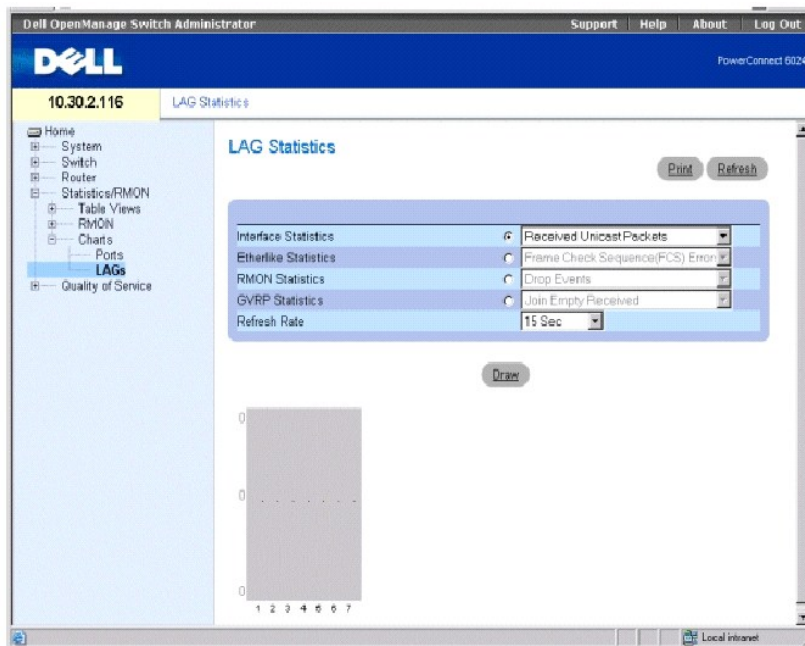 Dell OpenManage Switch Administrator Support Help About Log Out
DELL
PowerConnect 6024
10.30.2.116 LAG Statistics
Home
System
Switch
Router
Statistics/RMON
Table Views
RMON
Charts
Ports
LAGs
Quality of Service
LAG Statistics
Print Refresh
Interface Statistics Received Unicast Packets
Etherlike Statistics Frame Check Sequence(FCS) Error
RMON Statistics Drop Events
GVRP Statistics Join Empty Received
Refresh Rate 15 Sec
Draw
0
0
0
1 2 3 4 5 6 7
Local intranet